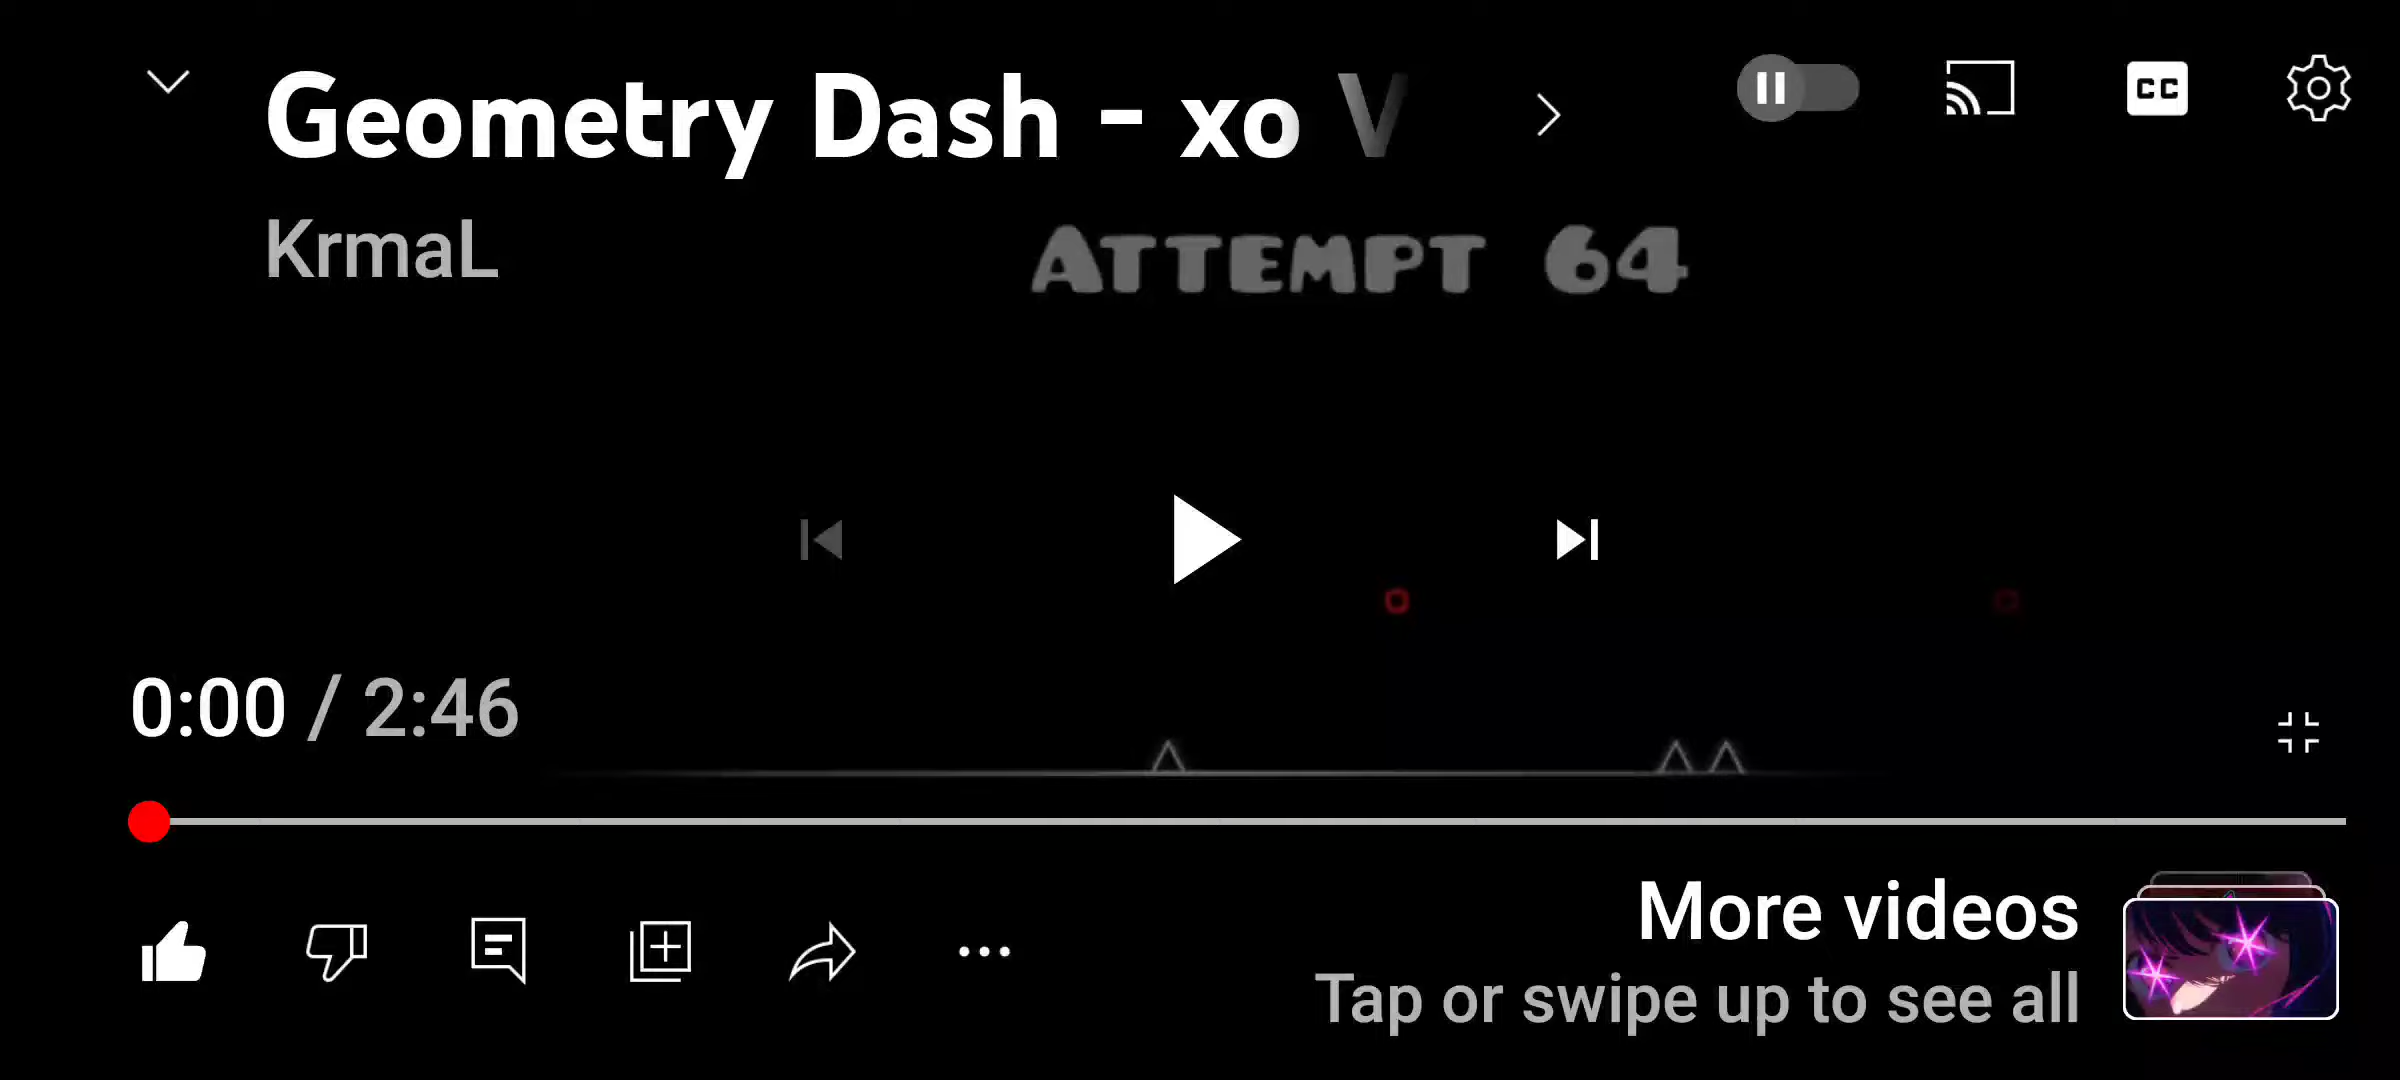 Geometry Dash - xo V
CC
KrmaL
ATTEMPT 64
0:00 / 2:46
More videos
Tap or swipe up to see all